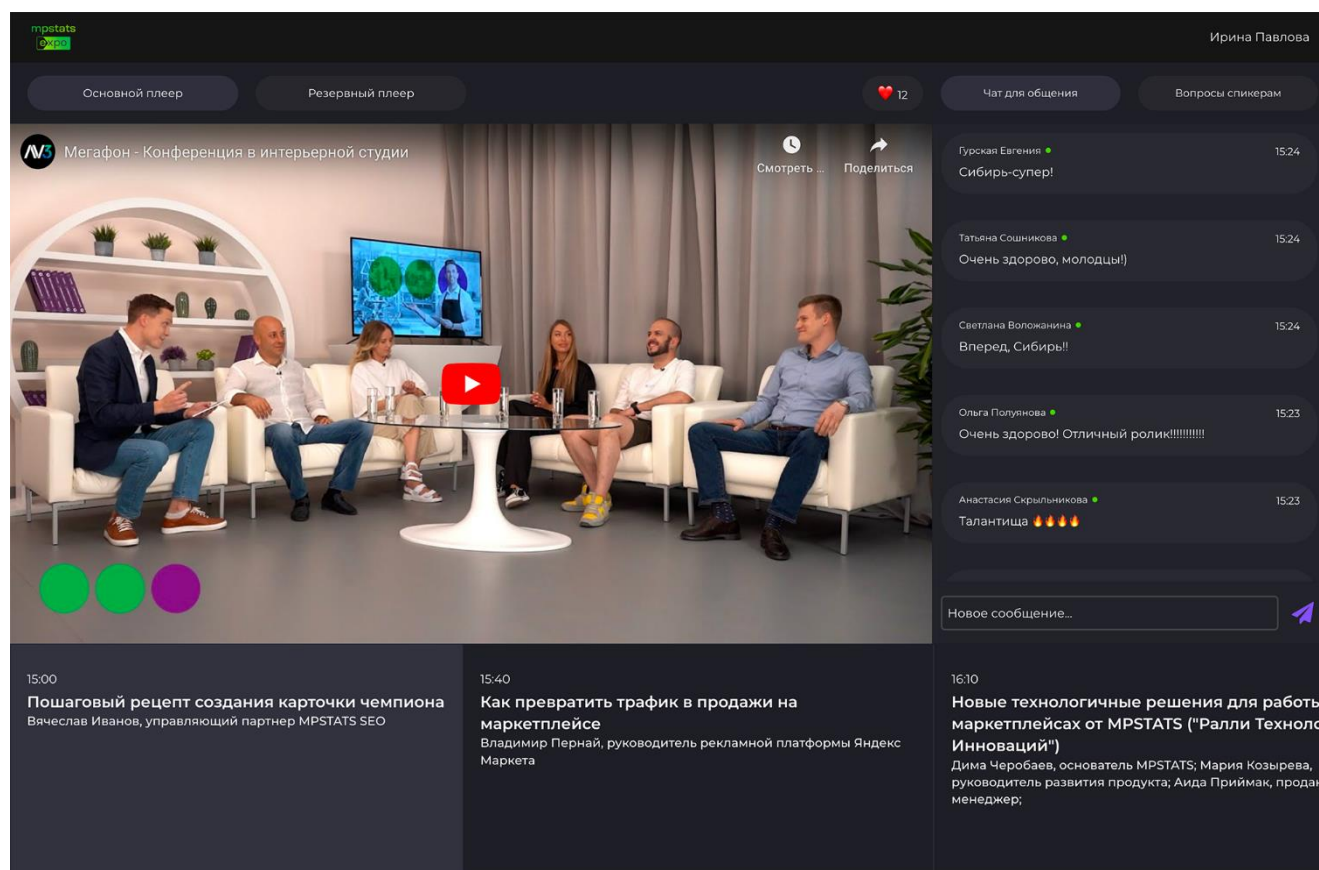 mpstats
expo
Ирина Павлова
Основной плеер
Резервный плеер
12
Чат для общения
Вопросы спикерам
Мегафон - Конференция в интерьерной студии
Смотреть ...
Поделиться
Гурская Евгения
15:24
Сибирь-супер!
Татьяна Сошникова
15:24
Очень здорово, молодцы!)
Светлана Воложанина
15:24
Вперед, Сибирь!!
Ольга Полуянова
15:23
Очень здорово! Отличный ролик!!!!!!!!!!!
Анастасия Скрыльникова
15:23
Талантища 🔥🔥🔥🔥
Новое сообщение...
15:00
Пошаговый рецепт создания карточки чемпиона
Вячеслав Иванов, управляющий партнер MPSTATS SEO
15:40
Как превратить трафик в продажи на
маркетплейсе
Владимир Пернай, руководитель рекламной платформы Яндекс
Маркета
16:10
Новые технологичные решения для работы
маркетплейсах от MPSTATS ("Ралли Техноло
Инноваций")
Дима Черобаев, основатель MPSTATS; Мария Козырева,
руководитель развития продукта; Аида Приймак, продак
менеджер;